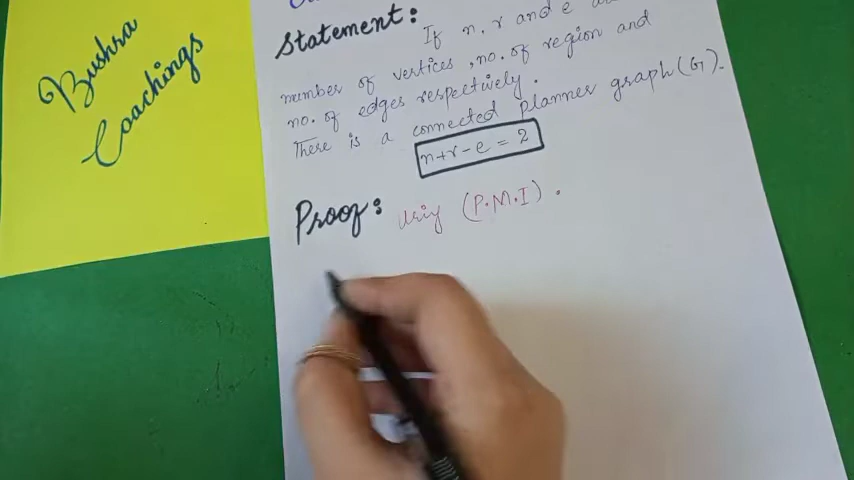 Bushra
Coachings
Statement:
If n, r and e
number of vertices, no. of region and
no. of edges respectively.
There is a connected planner graph (G).
n+r-e = 2
Proof: Using (P.M.I).